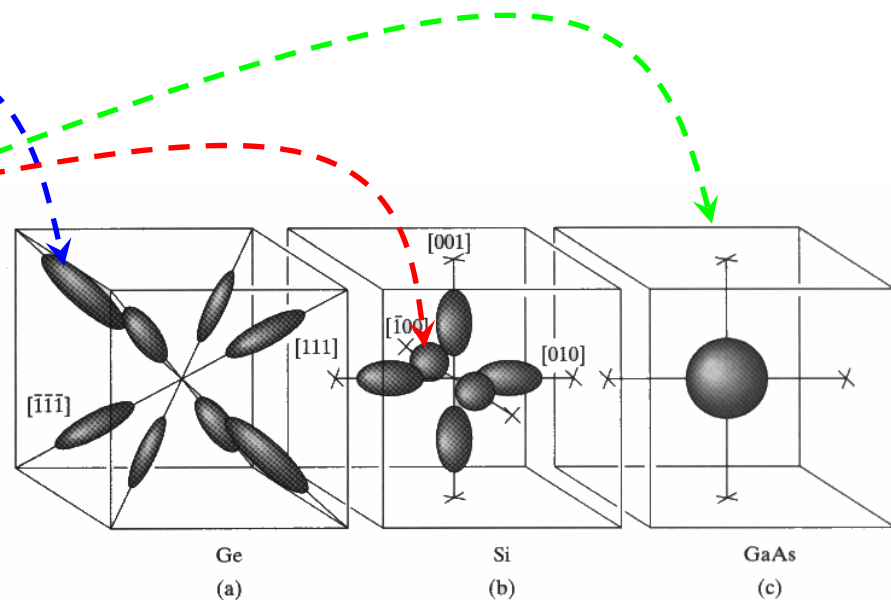 [001]
[1̄00]
[111]
[010]
[1̄1̄1̄]
Ge
Si
GaAs
(a)
(b)
(c)